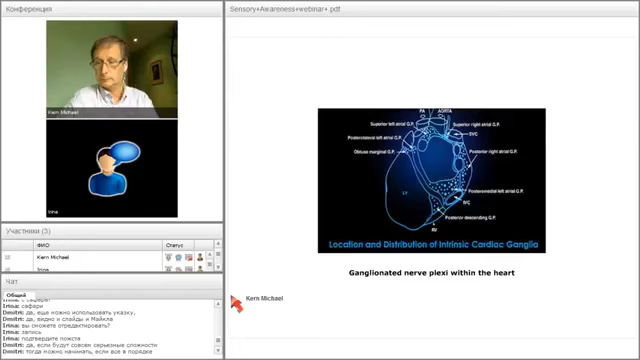 Конференция
Kern Michael
Irina
Участники (3)
ФИО
Статус
Kern Michael
Irina
Чат
Общий
Irina: сафари
Dmitri: да, еще можно использовать указку,
Dmitri: да, видно и слайды и Майкла
Irina: вы сможете отредактировать?
Irina: запись
Irina: подтвердите пожста
Dmitri: да, если будут совсем серьезные сложности
Dmitri: тогда можно начинать, если все в порядке
Sensory+Awareness+webinar+.pdf
PA
AORTA
Superior left atrial G.P.
Superior right atrial G.P.
Posterolateral left atrial G.P.
SVC
Obtuse marginal G.P.
Posterior right atrial G.P.
LV
Posteromedial left atrial G.P.
IVC
Posterior descending G.P.
RV
Location and Distribution of Intrinsic Cardiac Ganglia
Ganglionated nerve plexi within the heart
Kern Michael